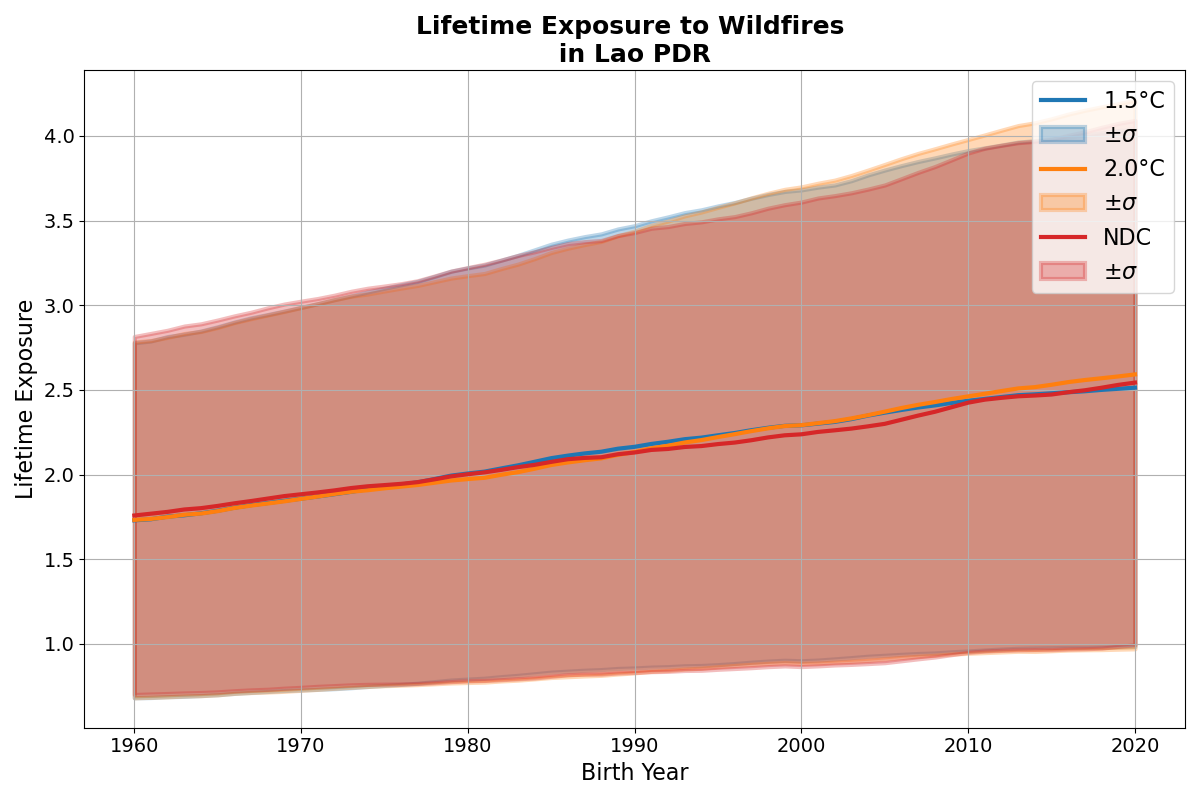 Lifetime Exposure to Wildfires
in Lao PDR
1.5°C
±σ
2.0°C
±σ
NDC
±σ
Lifetime Exposure
4.0
3.5
3.0
2.5
2.0
1.5
1.0
1960 1970 1980 1990 2000 2010 2020
Birth Year